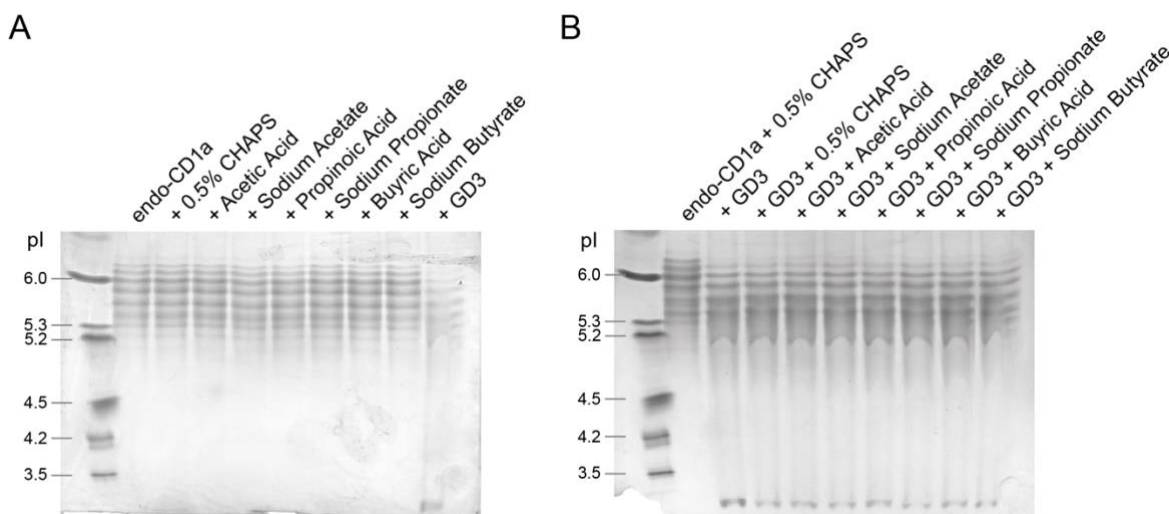 A
endo-CD1a
+ 0.5% CHAPS
+ Acetic Acid
+ Sodium Acetate
+ Propinoic Acid
+ Sodium Propionate
+ Buyric Acid
+ Sodium Butyrate
+ GD3
pI
6.0
5.3
5.2
4.5
4.2
3.5
B
endo-CD1a + 0.5% CHAPS
+ GD3
+ GD3 + 0.5% CHAPS
+ GD3 + Acetic Acid
+ GD3 + Sodium Acetate
+ GD3 + Propinoic Acid
+ GD3 + Sodium Propionate
+ GD3 + Buyric Acid
+ GD3 + Sodium Butyrate
pI
6.0
5.3
5.2
4.5
4.2
3.5